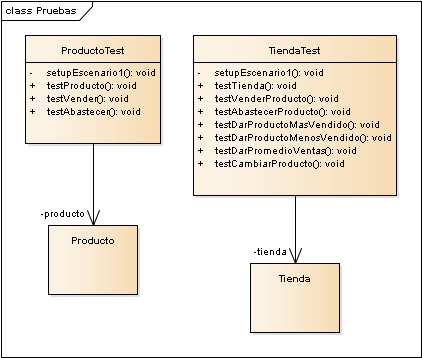 class Pruebas
ProductoTest
- setupEscenario1(): void
+ testProducto(): void
+ testVender(): void
+ testAbastecer(): void
TiendaTest
- setupEscenario1(): void
+ testTienda(): void
+ testVenderProducto(): void
+ testAbastecerProducto(): void
+ testDarProductoMasVendido(): void
+ testDarProductoMenosVendido(): void
+ testDarPromedioVentas(): void
+ testCambiarProducto(): void
-producto
Producto
-tienda
Tienda